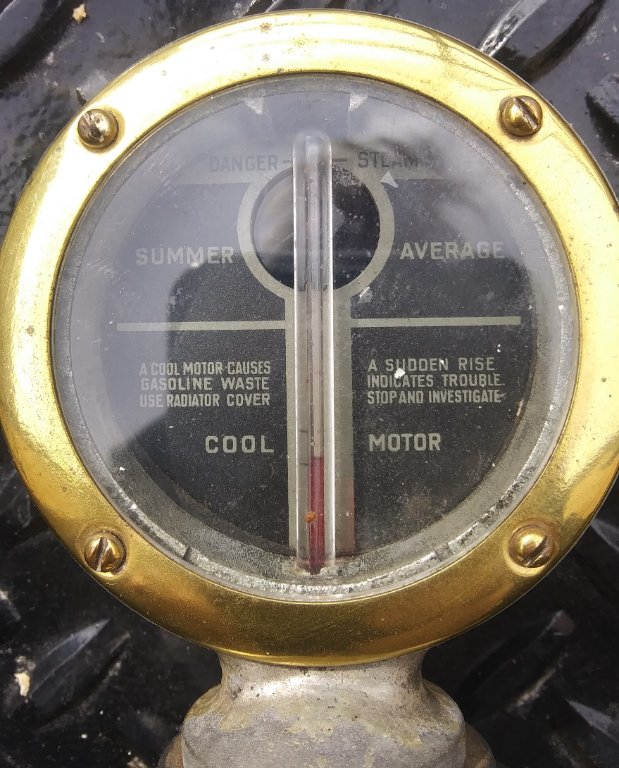 DANGER STEAM
SUMMER AVERAGE
A COOL MOTOR CAUSES
GASOLINE WASTE
USE RADIATOR COVER
A SUDDEN RISE
INDICATES TROUBLE.
STOP AND INVESTIGATE
COOL MOTOR